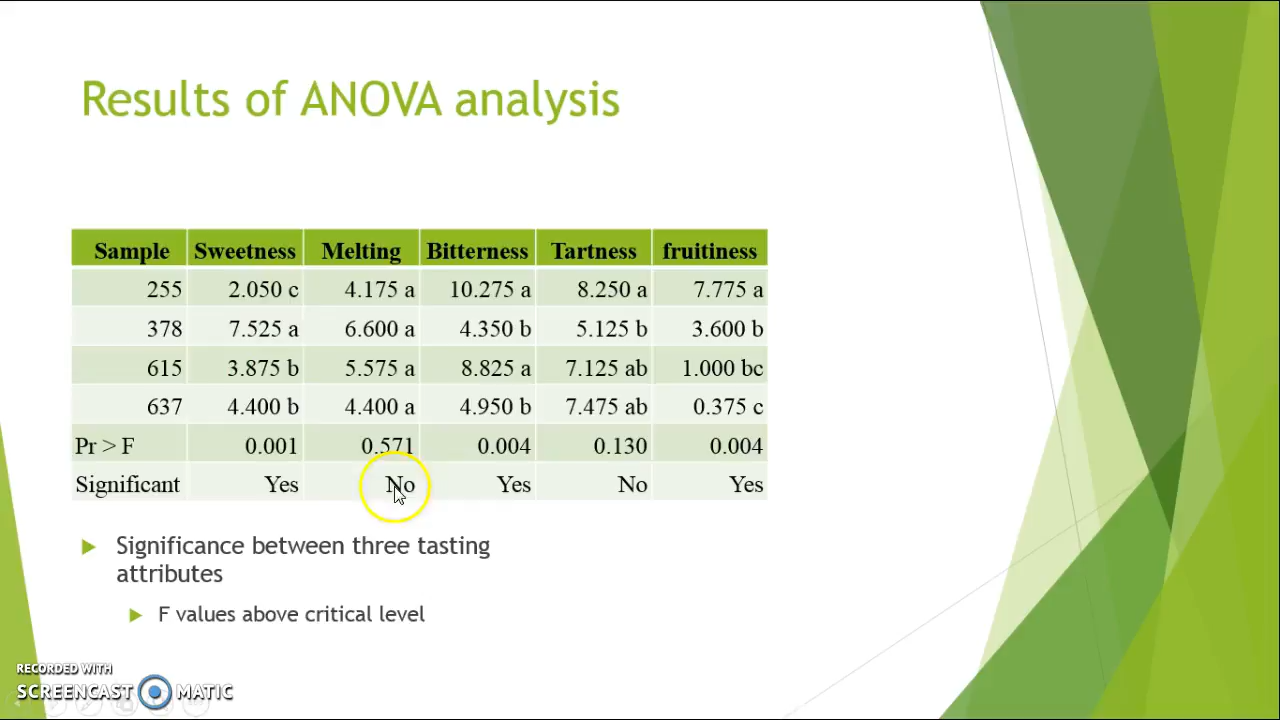 Results of ANOVA analysis
Sample Sweetness Melting Bitterness Tartness fruitiness
255 2.050 c 4.175 a 10.275 a 8.250 a 7.775 a
378 7.525 a 6.600 a 4.350 b 5.125 b 3.600 b
615 3.875 b 5.575 a 8.825 a 7.125 ab 1.000 bc
637 4.400 b 4.400 a 4.950 b 7.475 ab 0.375 c
Pr > F 0.001 0.571 0.004 0.130 0.004
Significant Yes No Yes No Yes
Significance between three tasting
attributes
F values above critical level
RECORDED WITH
SCREENCAST MATIC